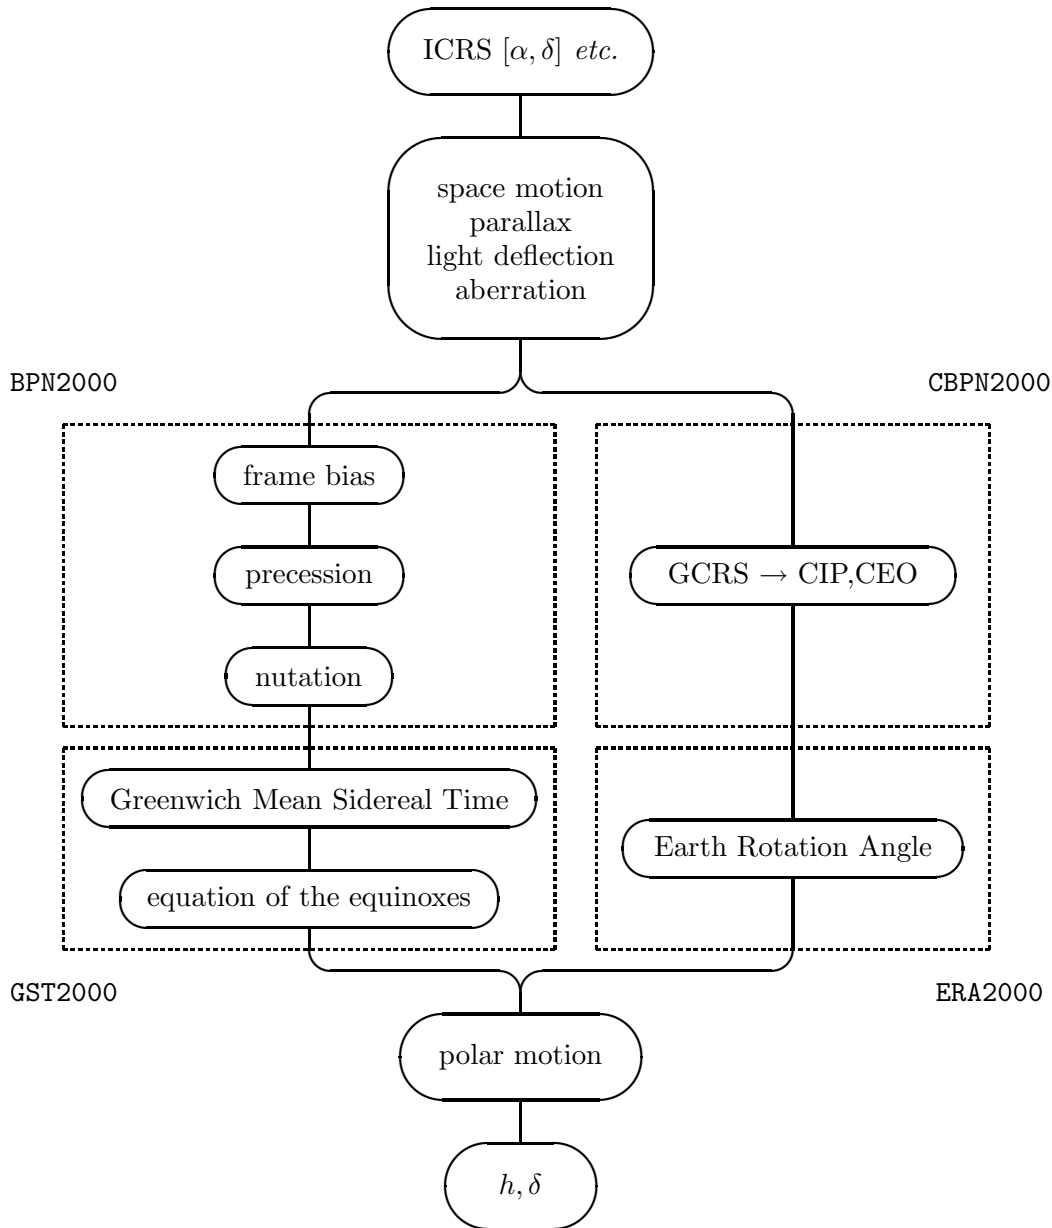 ICRS [α, δ] etc.
space motion
parallax
light deflection
aberration
BPN2000
CBPN2000
frame bias
precession
nutation
GCRS → CIP,CEO
Greenwich Mean Sidereal Time
equation of the equinoxes
Earth Rotation Angle
GST2000
ERA2000
polar motion
h, δ